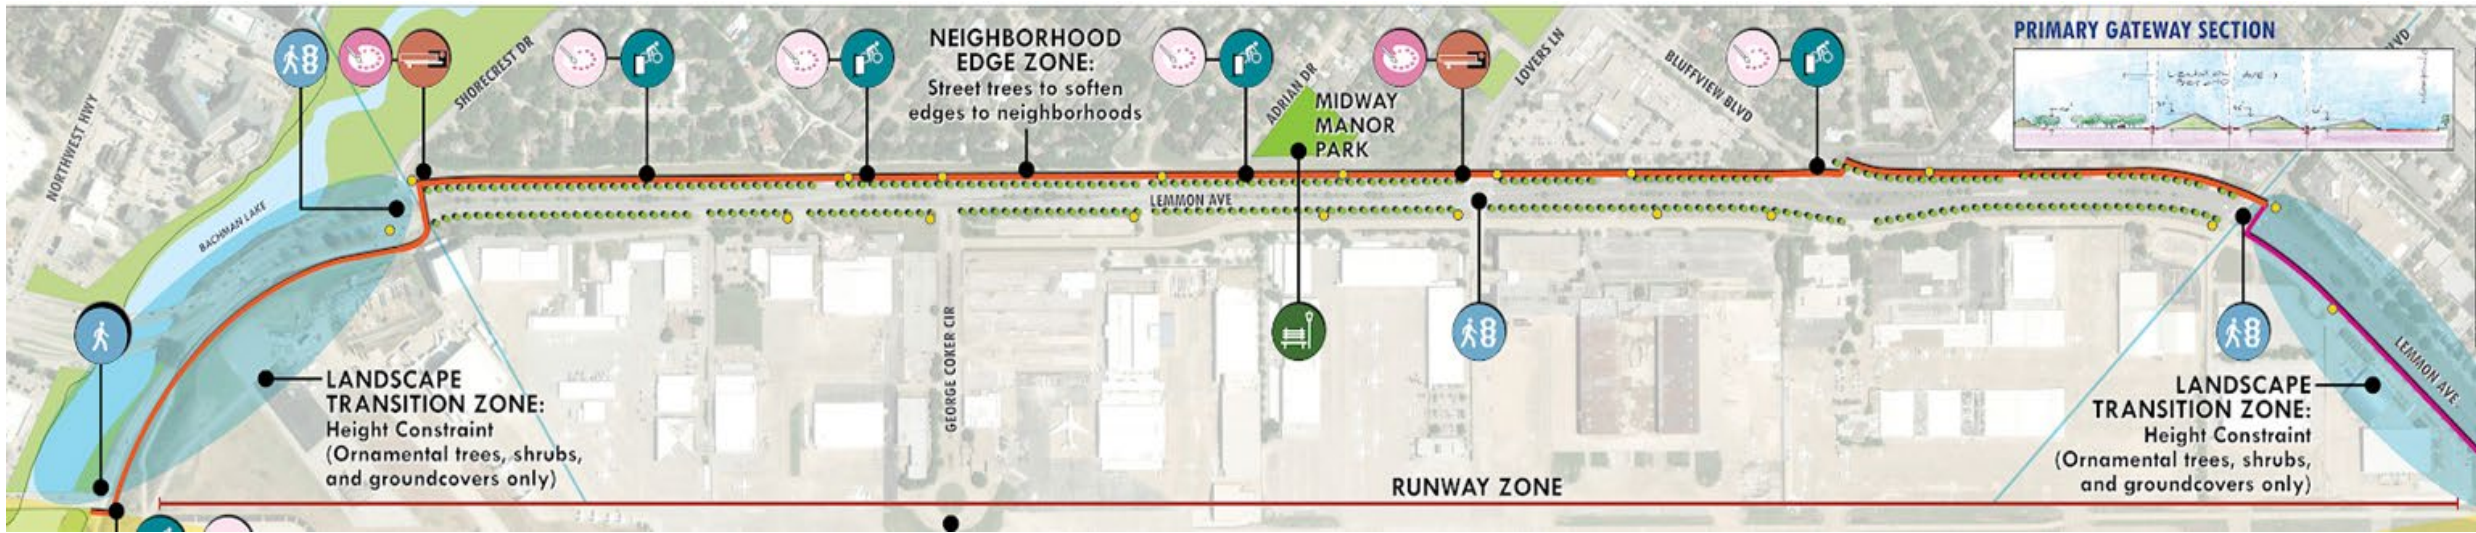 NORTHWEST HWY
BACHMAN LAKE
SHORECREST DR
NEIGHBORHOOD
EDGE ZONE:
Street trees to soften
edges to neighborhoods
ADRIAN DR
MIDWAY
MANOR
PARK
LOVERS LN
BLUFFVIEW BLVD
PRIMARY GATEWAY SECTION
BLVD
LEMMON AVE
GEORGE COKER CIR
LANDSCAPE
TRANSITION ZONE:
Height Constraint
(Ornamental trees, shrubs,
and groundcovers only)
LEMMON AVE
LANDSCAPE
TRANSITION ZONE:
Height Constraint
(Ornamental trees, shrubs,
and groundcovers only)
RUNWAY ZONE